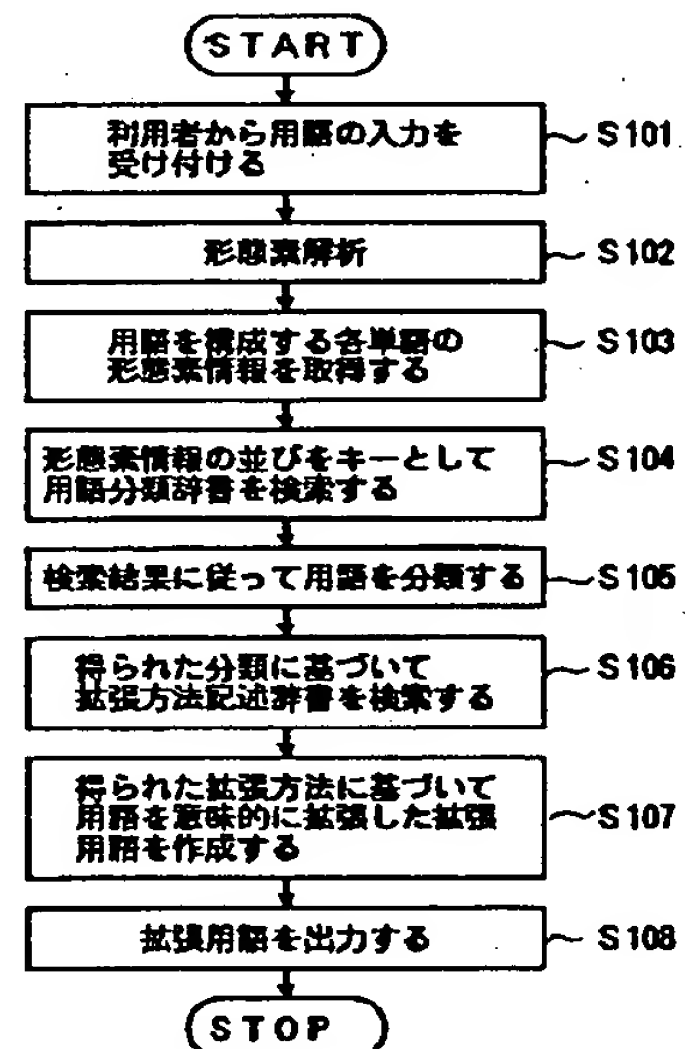 START
利用者から用語の入力を
受け付ける
S101
形態素解析
S102
用語を構成する各単語の
形態素情報を取得する
S103
形態素情報の並びをキーとして
用語分類辞書を検索する
S104
検索結果に従って用語を分類する
S105
得られた分類に基づいて
拡張方法記述辞書を検索する
S106
得られた拡張方法に基づいて
用語を意味的に拡張した拡張
用語を作成する
S107
拡張用語を出力する
S108
STOP